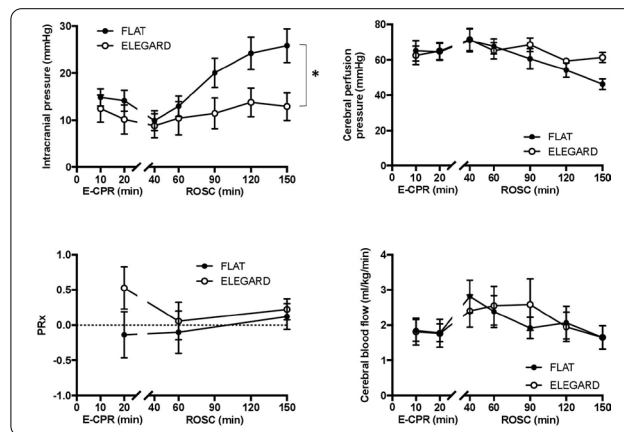 Intracranial pressure (mmHg)
30
20
10
0
FLAT
ELEGARD
*
0 10 20 40 60 90 120 150
E-CPR (min) ROSC (min)
Cerebral perfusion
pressure (mmHg)
80
60
40
20
0
FLAT
ELEGARD
0 10 20 40 60 90 120 150
E-CPR (min) ROSC (min)
PRx
1.0
0.5
0.0
-0.5
-1.0
FLAT
ELEGARD
0 10 20 40 60 90 120 150
E-CPR (min) ROSC (min)
Cerebral blood flow (ml/kg/min)
4
3
2
1
0
FLAT
ELEGARD
0 10 20 40 60 90 120 150
E-CPR (min) ROSC (min)